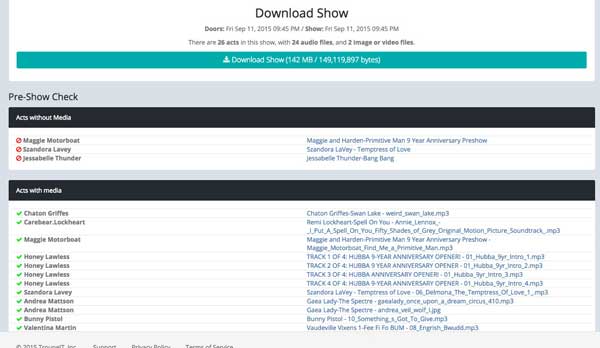 Download Show
Doors: Fri Sep 11, 2015 09:45 PM / Show: Fri Sep 11, 2015 09:45 PM
There are 26 acts in this show, with 24 audio files, and 2 image or video files.
Download Show (142 MB / 149,119,897 bytes)
Pre-Show Check
Acts without Media
Maggie Motorboat Maggie and Harden-Primitive Man 9 Year Anniversary Preshow
Szandora Lavey Szandora LaVey - Temptress of Love
Jessabelle Thunder Jessabelle Thunder-Bang Bang
Acts with media
Chaton Griffes Chaton Griffes-Swan Lake - weird_swan_lake.mp3
Carebear.Lockheart Remi Lockheart-Spell On You - Annie_Lennox_-
_I_Put_A_Spell_On_You_Fifty_Shades_of_Grey_Original_Motion_Picture_Soundtrack_.mp3
Maggie Motorboat Maggie and Harden-Primitive Man 9 Year Anniversary Preshow -
Maggie_Motorboat_Find_Me_a_Primitive_Man.mp3
Honey Lawless TRACK 1 OF 4: HUBBA 9-YEAR ANNIVERSARY OPENER! - 01_Hubba_9yr_Intro_1.mp3
Honey Lawless TRACK 2 OF 4: HUBBA 9-YEAR ANNIVERSARY OPENER - 01_Hubba_9yr_Intro_2.mp3
Honey Lawless TRACK 3 OF 4: HUBBA ANNIVERSARY OPENER! - 01_Hubba_9yr_Intro_3.mp3
Honey Lawless TRACK 4 OF 4: HUBBA 9-YEAR ANNIVERSARY OPENER - 01_Hubba_9yr_Intro_4.mp3
Szandora Lavey Szandora LaVey - Temptress of Love - 06_Delmona_The_Temptress_Of_Love_1_.mp3
Andrea Mattson Gaea Lady-The Spectre - gaealady_once_upon_a_dream_circus_410.mp3
Andrea Mattson Gaea Lady-The Spectre - andrea_veil_wolf_J.jpg
Bunny Pistol Bunny Pistol - 10_Something_s_Got_To_Give.mp3
Valentina Martin Vaudeville Vixens 1-Fee Fi Fo BUM - 08_Engrish_Bwudd.mp3
© 2015 TroupeIT, Inc. Support Privacy Policy Terms of Service